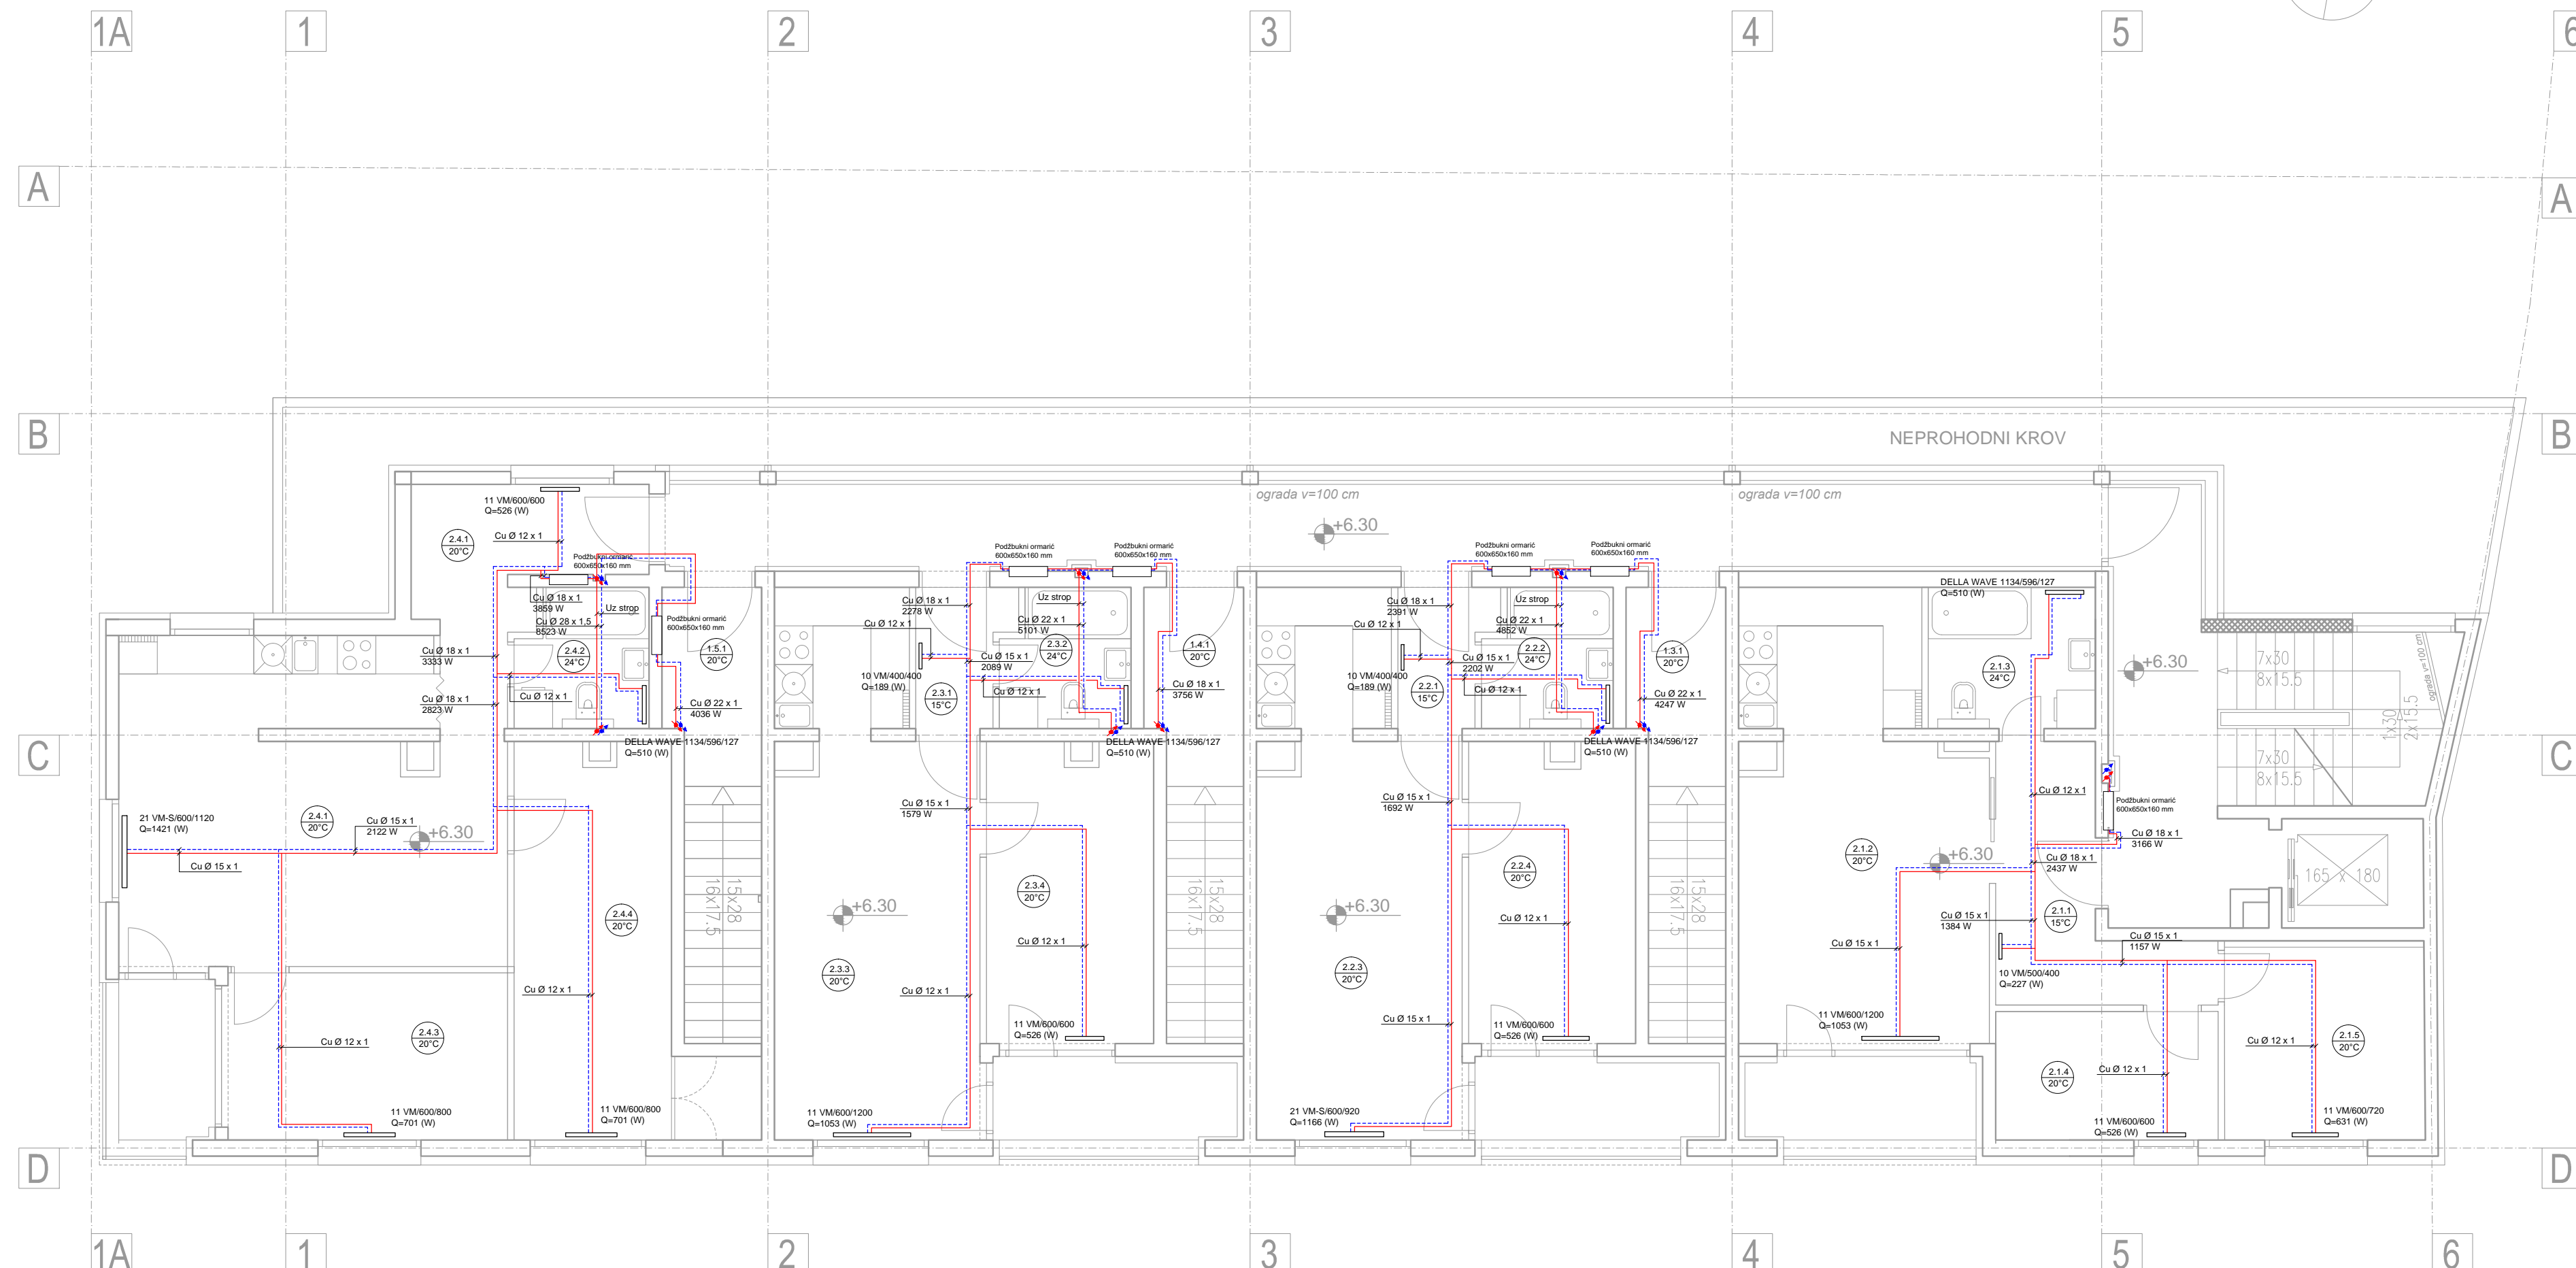 1A
1
2
3
4
5
6
A
A
B
B
NEPROHODNI KROV
ograda v=100 cm
ograda v=100 cm
+6.30
11 VM/600/600
Q=526 (W)
Cu Ø 12 x 1
2.4.1
20°C
Podžbukni ormarić
600x650x160 mm
Cu Ø 18 x 1
3859 W
Uz strop
Cu Ø 28 x 1,5
8523 W
Podžbukni ormarić
600x650x160 mm
Cu Ø 18 x 1
3333 W
2.4.2
24°C
1.5.1
20°C
Cu Ø 12 x 1
Cu Ø 18 x 1
2823 W
Cu Ø 22 x 1
4036 W
DELLA WAVE 1134/596/127
Q=510 (W)
21 VM-S/600/1120
Q=1421 (W)
2.4.1
20°C
Cu Ø 15 x 1
2122 W
+6.30
Cu Ø 15 x 1
2.4.4
20°C
15x28
16x17.5
Cu Ø 12 x 1
Cu Ø 12 x 1
2.4.3
20°C
11 VM/600/800
Q=701 (W)
11 VM/600/800
Q=701 (W)
Podžbukni ormarić
600x650x160 mm
Podžbukni ormarić
600x650x160 mm
Cu Ø 18 x 1
2278 W
Uz strop
Cu Ø 12 x 1
Cu Ø 22 x 1
5101 W
2.3.2
24°C
1.4.1
20°C
Cu Ø 15 x 1
2089 W
10 VM/400/400
Q=189 (W)
2.3.1
15°C
Cu Ø 12 x 1
Cu Ø 18 x 1
3756 W
DELLA WAVE 1134/596/127
Q=510 (W)
Cu Ø 15 x 1
1579 W
+6.30
2.3.4
20°C
15x28
16x17.5
Cu Ø 12 x 1
2.3.3
20°C
Cu Ø 12 x 1
11 VM/600/600
Q=526 (W)
11 VM/600/1200
Q=1053 (W)
Podžbukni ormarić
600x650x160 mm
Podžbukni ormarić
600x650x160 mm
Cu Ø 18 x 1
2391 W
Uz strop
Cu Ø 12 x 1
Cu Ø 22 x 1
4852 W
2.2.2
24°C
1.3.1
20°C
Cu Ø 15 x 1
2202 W
10 VM/400/400
Q=189 (W)
2.2.1
15°C
Cu Ø 12 x 1
Cu Ø 22 x 1
4247 W
DELLA WAVE 1134/596/127
Q=510 (W)
Cu Ø 15 x 1
1692 W
+6.30
2.2.4
20°C
15x28
16x17.5
Cu Ø 12 x 1
2.2.3
20°C
Cu Ø 15 x 1
11 VM/600/600
Q=526 (W)
21 VM-S/600/920
Q=1166 (W)
DELLA WAVE 1134/596/127
Q=510 (W)
2.1.3
24°C
+6.30
7x30
8x15.5
ograda v=100 cm
1x30
2x15.5
7x30
8x15.5
Cu Ø 12 x 1
Podžbukni ormarić
600x650x160 mm
Cu Ø 18 x 1
3166 W
2.1.2
20°C
+6.30
Cu Ø 18 x 1
2437 W
165 x 180
Cu Ø 15 x 1
1384 W
2.1.1
15°C
Cu Ø 15 x 1
Cu Ø 15 x 1
1157 W
10 VM/500/400
Q=227 (W)
11 VM/600/1200
Q=1053 (W)
2.1.5
20°C
Cu Ø 12 x 1
2.1.4
20°C
Cu Ø 12 x 1
11 VM/600/600
Q=526 (W)
11 VM/600/720
Q=631 (W)
C
C
D
D
1A
1
2
3
4
5
6